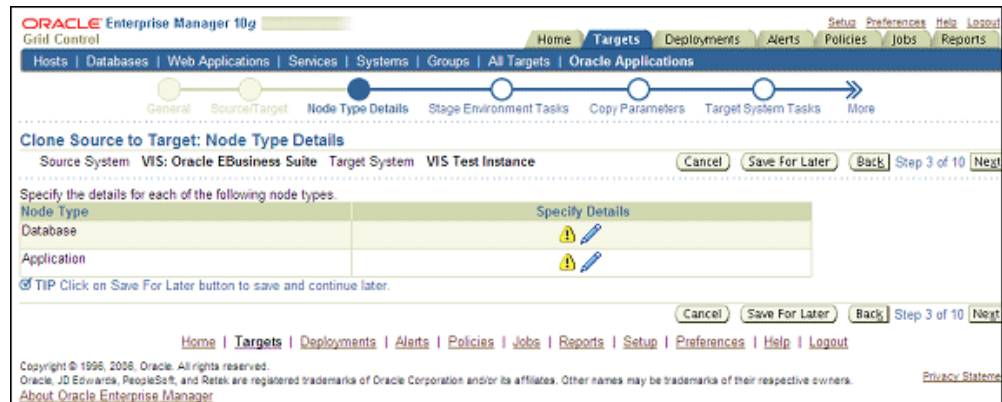 ORACLE Enterprise Manager 10g
Grid Control
Setup Preferences Help Logout
Home Targets Deployments Alerts Policies Jobs Reports
Hosts | Databases | Web Applications | Services | Systems | Groups | All Targets | Oracle Applications
General Source/Target Node Type Details Stage Environment Tasks Copy Parameters Target System Tasks More
Clone Source to Target: Node Type Details
Source System VIS: Oracle EBusiness Suite Target System VIS Test Instance
Cancel Save For Later Back Step 3 of 10 Next
Specify the details for each of the following node types.
Node Type Specify Details
Database
Application
TIP Click on Save For Later button to save and continue later.
Cancel Save For Later Back Step 3 of 10 Next
Home | Targets | Deployments | Alerts | Policies | Jobs | Reports | Setup | Preferences | Help | Logout
Copyright © 1996, 2006, Oracle. All rights reserved.
Oracle, JD Edwards, PeopleSoft, and Retek are registered trademarks of Oracle Corporation and/or its affiliates. Other names may be trademarks of their respective owners.
Privacy Stateme
About Oracle Enterprise Manager